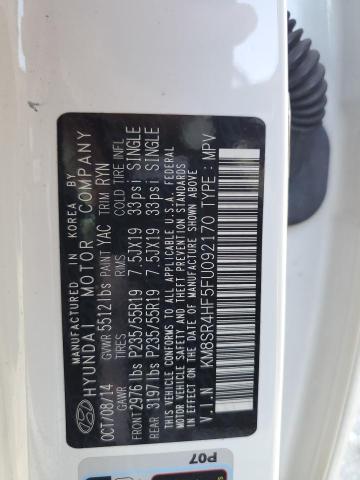 MANUFACTURED IN KOREA BY
HYUNDAI MOTOR COMPANY
OCT/08/14 GVWR 5512 lbs PAINT YAC TRIM RYN
GAWR TIRES RMS COLD TIRE INFL
FRONT 2976 lbs P235/55R19 7.5JX19 33psi SINGLE
REAR 3197 lbs P235/55R19 7.5JX19 33psi SINGLE
THIS VEHICLE CONFORMS TO ALL APPLICABLE U.S.A. FEDERAL
MOTOR VEHICLE SAFETY AND THEFT PREVENTION STANDARDS
IN EFFECT ON THE DATE OF MANUFACTURE SHOWN ABOVE.
V.I.N KM8SR4HF5FU092170 TYPE : MPV
P07